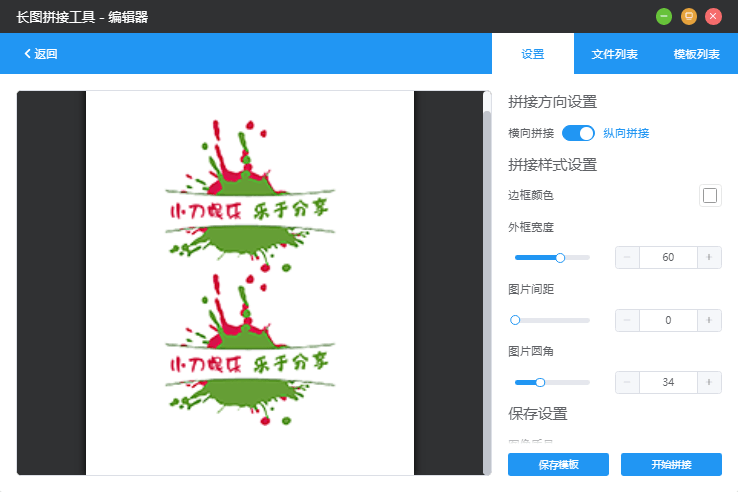 长图拼接工具 - 编辑器
返回
设置
文件列表
模板列表
小刀娱乐 乐于分享
小刀娱乐 乐于分享
拼接方向设置
横向拼接 纵向拼接
拼接样式设置
边框颜色
外框宽度
60
图片间距
0
图片圆角
34
保存设置
保存模板
开始拼接